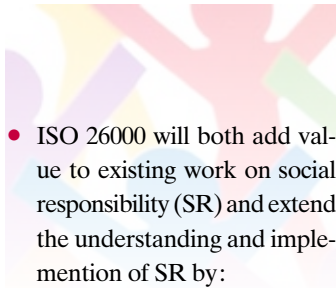 • ISO 26000 will both add val-
ue to existing work on social
responsibility (SR) and extend
the understanding and imple-
mention of SR by: